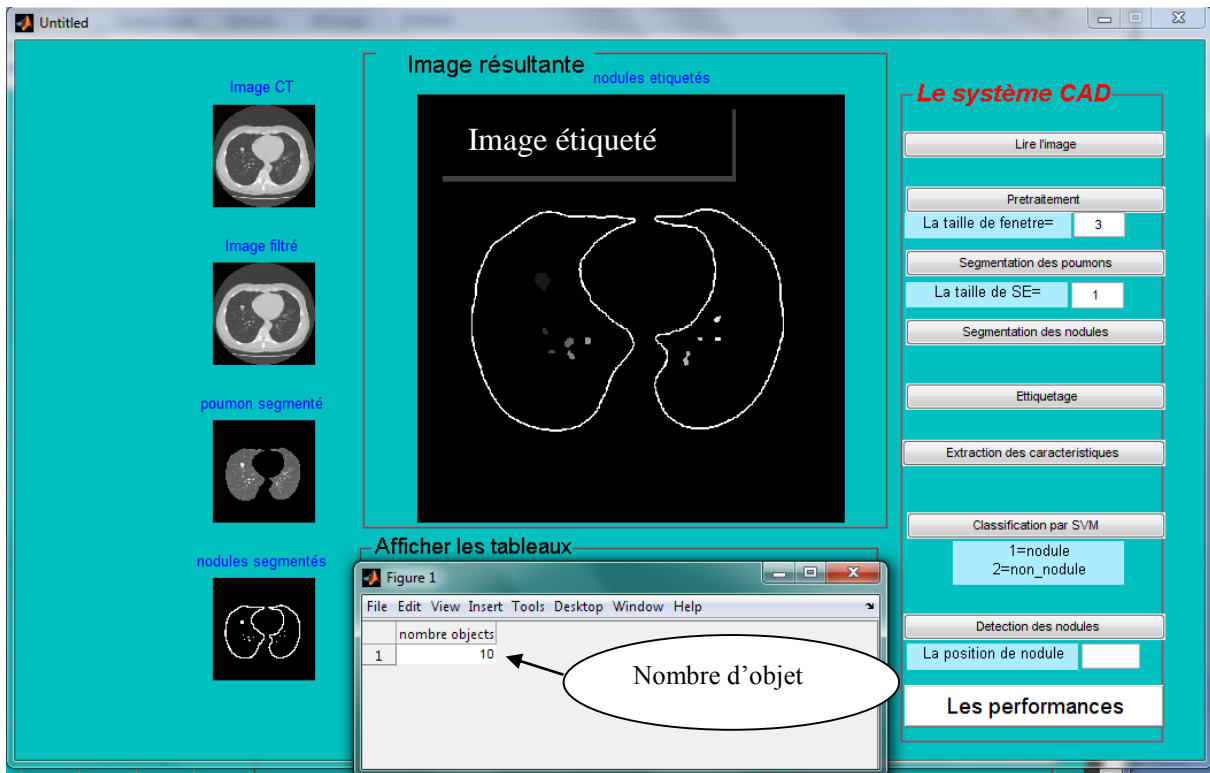 Untitled
Image CT
Image filtré
poumon segmenté
nodules segmentés
Image résultante
nodules etiquetés
Image étiqueté
Afficher les tableaux
Figure 1
File Edit View Insert Tools Desktop Window Help
nombre objects
1 10
Nombre d’objet
Le système CAD
Lire l'image
Pretraitement
La taille de fenetre= 3
Segmentation des poumons
La taille de SE= 1
Segmentation des nodules
Ettiquetage
Extraction des caracteristiques
Classification par SVM
1=nodule
2=non_nodule
Detection des nodules
La position de nodule
Les performances